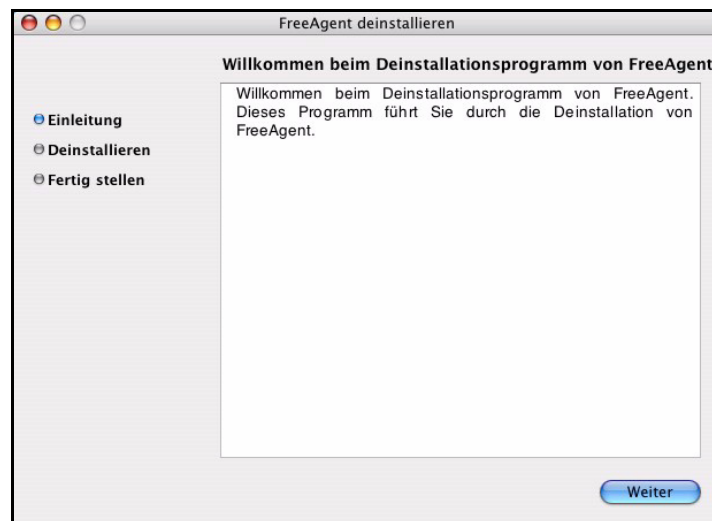 FreeAgent deinstallieren
Willkommen beim Deinstallationsprogramm von FreeAgent
Willkommen beim Deinstallationsprogramm von FreeAgent.
Dieses Programm führt Sie durch die Deinstallation von
FreeAgent.
Einleitung
Deinstallieren
Fertig stellen
Weiter